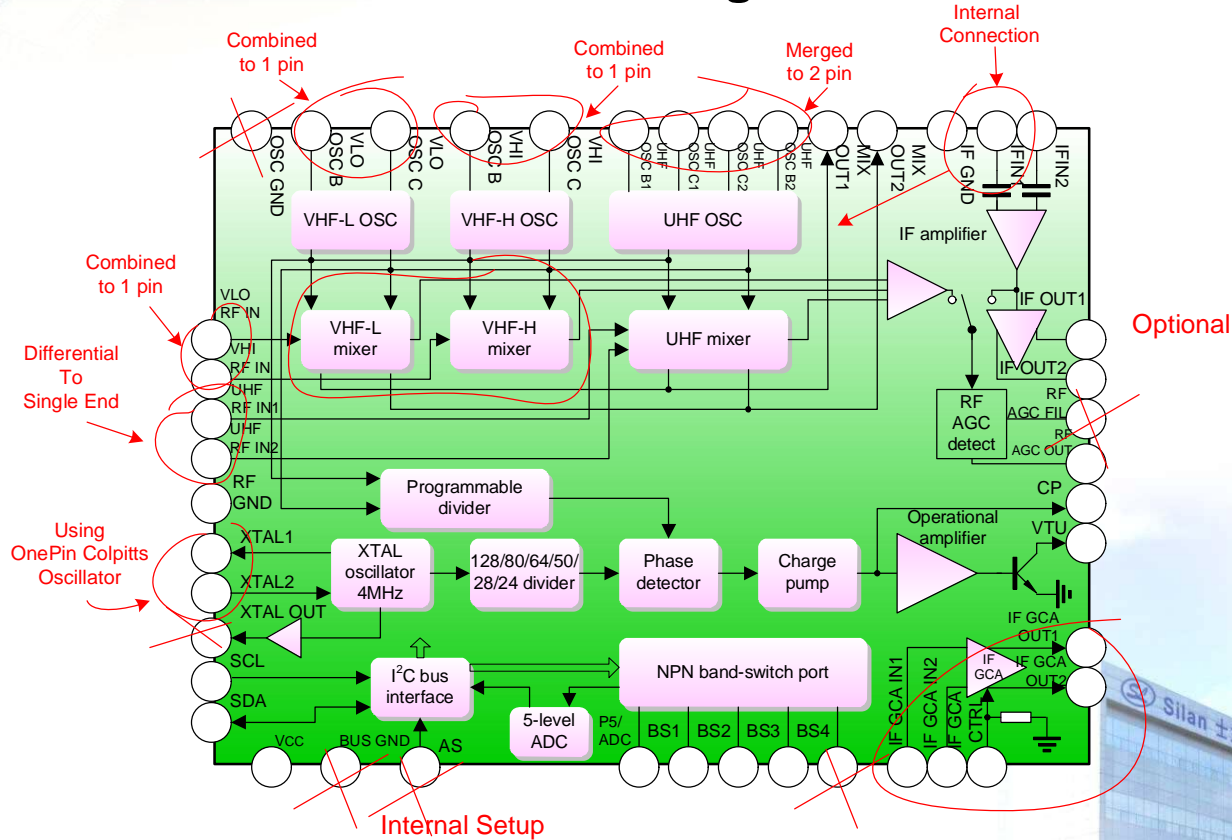 Internal
Connection
Combined
to 1 pin
Combined
to 1 pin
Merged
to 2 pin
OSC GND
VLO
OSC B
VLO
OSC C
VHI
OSC B
VHI
OSC C
UHF
OSC B1
UHF
OSC C1
UHF
OSC C2
UHF
OSC B2
MIX
OUT1
MIX
OUT2
IF GND
IFIN1
IFIN2
VHF-L OSC
VHF-H OSC
UHF OSC
IF amplifier
Combined
to 1 pin
VLO
RF IN
VHI
RF IN
VHF-L
mixer
VHF-H
mixer
UHF mixer
IF OUT1
IF OUT2
Optional
Differential
To
Single End
UHF
RF IN1
UHF
RF IN2
RF
AGC
detect
RF
AGC FIL
RF
AGC OUT
RF
GND
Programmable
divider
CP
Operational
amplifier
VTU
Using
OnePin Colpitts
Oscillator
XTAL1
XTAL2
XTAL OUT
XTAL
oscillator
4MHz
128/80/64/50/
28/24 divider
Phase
detector
Charge
pump
SCL
SDA
I²C bus
interface
NPN band-switch port
5-level
ADC
IF GCA
OUT1
IF GCA
OUT2
IF
GCA
IF GCA IN1
IF GCA IN2
IF GCA
CTRL
VCC
BUS GND
AS
P5/
ADC
BS1
BS2
BS3
BS4
Internal Setup
Silan